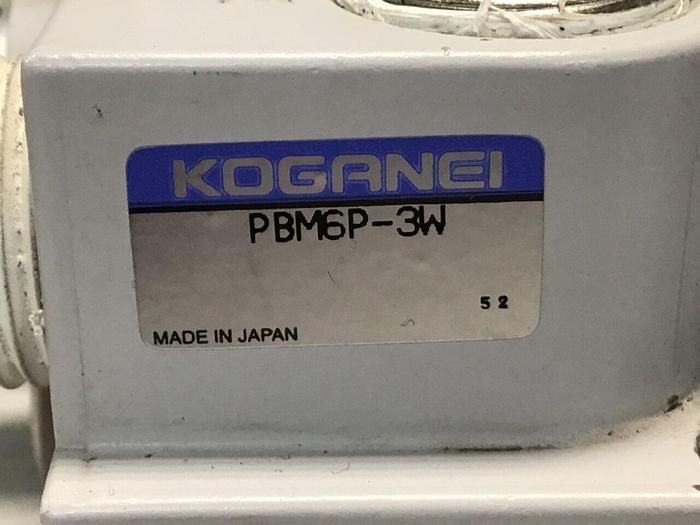 KOGANEI
PBM6P-3W
52
MADE IN JAPAN